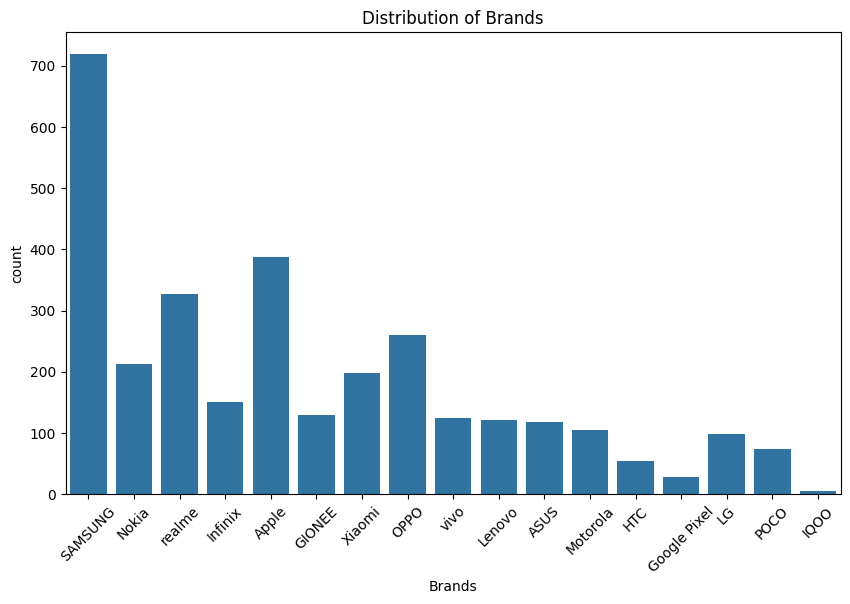 Distribution of Brands
count
700
600
500
400
300
200
100
0
SAMSUNG
Nokia
realme
Infinix
Apple
GIONEE
Xiaomi
OPPO
vivo
Lenovo
ASUS
Motorola
HTC
Google Pixel
LG
POCO
IQOO
Brands